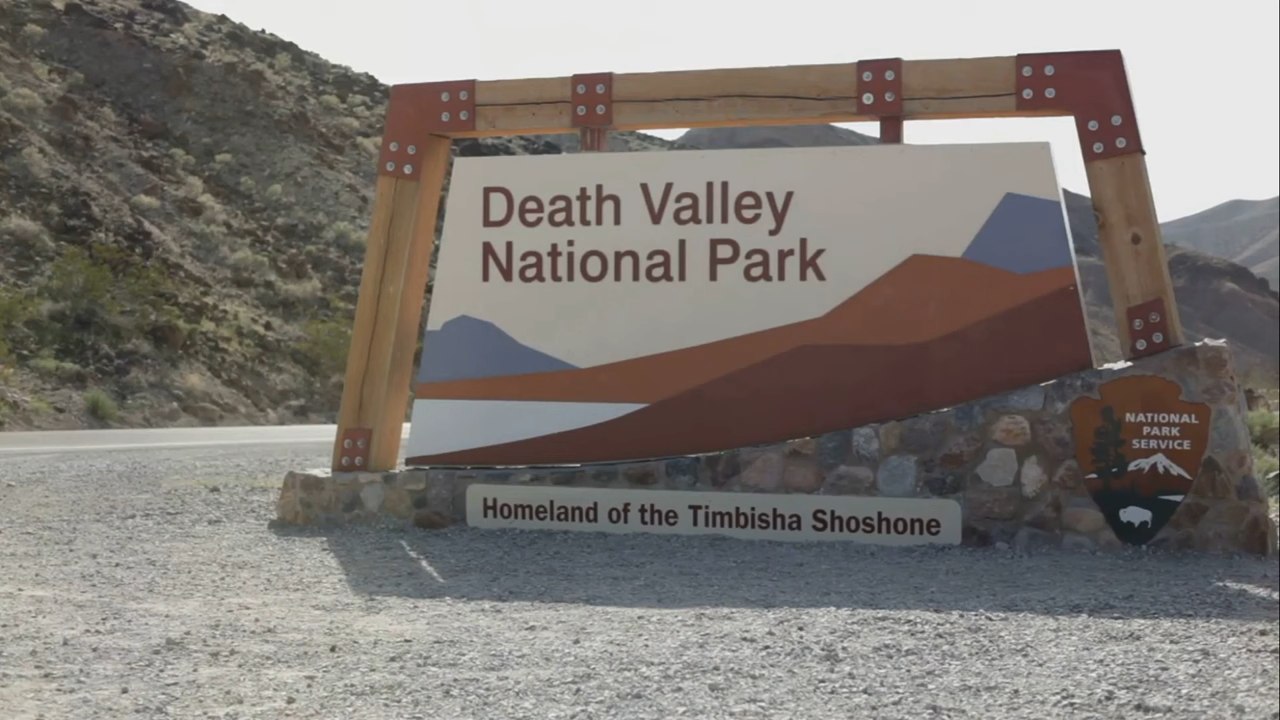 Death Valley
National Park
NATIONAL
PARK
SERVICE
Homeland of the Timbisha Shoshone